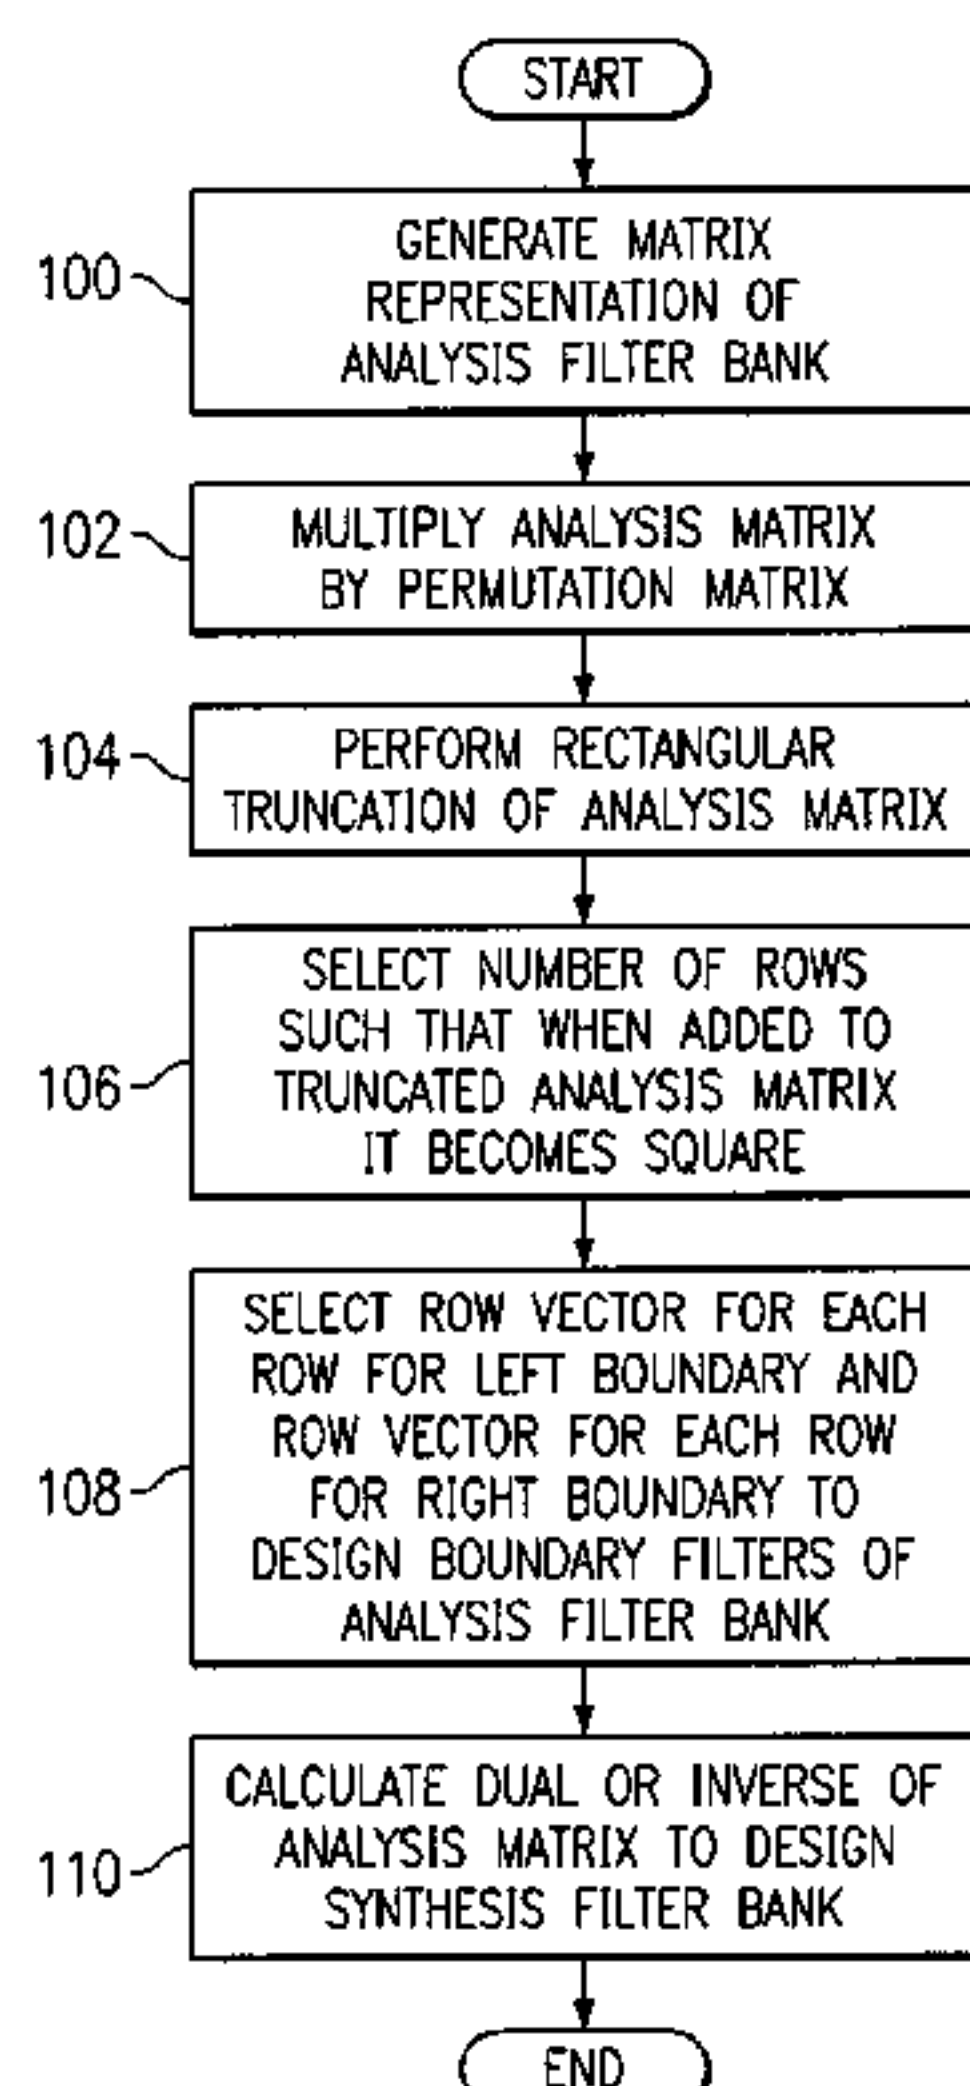 START
100
GENERATE MATRIX
REPRESENTATION OF
ANALYSIS FILTER BANK
102
MULTIPLY ANALYSIS MATRIX
BY PERMUTATION MATRIX
104
PERFORM RECTANGULAR
TRUNCATION OF ANALYSIS MATRIX
106
SELECT NUMBER OF ROWS
SUCH THAT WHEN ADDED TO
TRUNCATED ANALYSIS MATRIX
IT BECOMES SQUARE
108
SELECT ROW VECTOR FOR EACH
ROW FOR LEFT BOUNDARY AND
ROW VECTOR FOR EACH ROW
FOR RIGHT BOUNDARY TO
DESIGN BOUNDARY FILTERS OF
ANALYSIS FILTER BANK
110
CALCULATE DUAL OR INVERSE OF
ANALYSIS MATRIX TO DESIGN
SYNTHESIS FILTER BANK
END